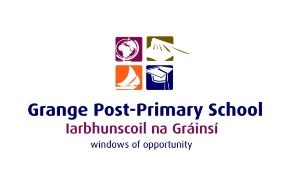 Grange Post-Primary School
Iarbhunscoil na Gráinsí
windows of opportunity